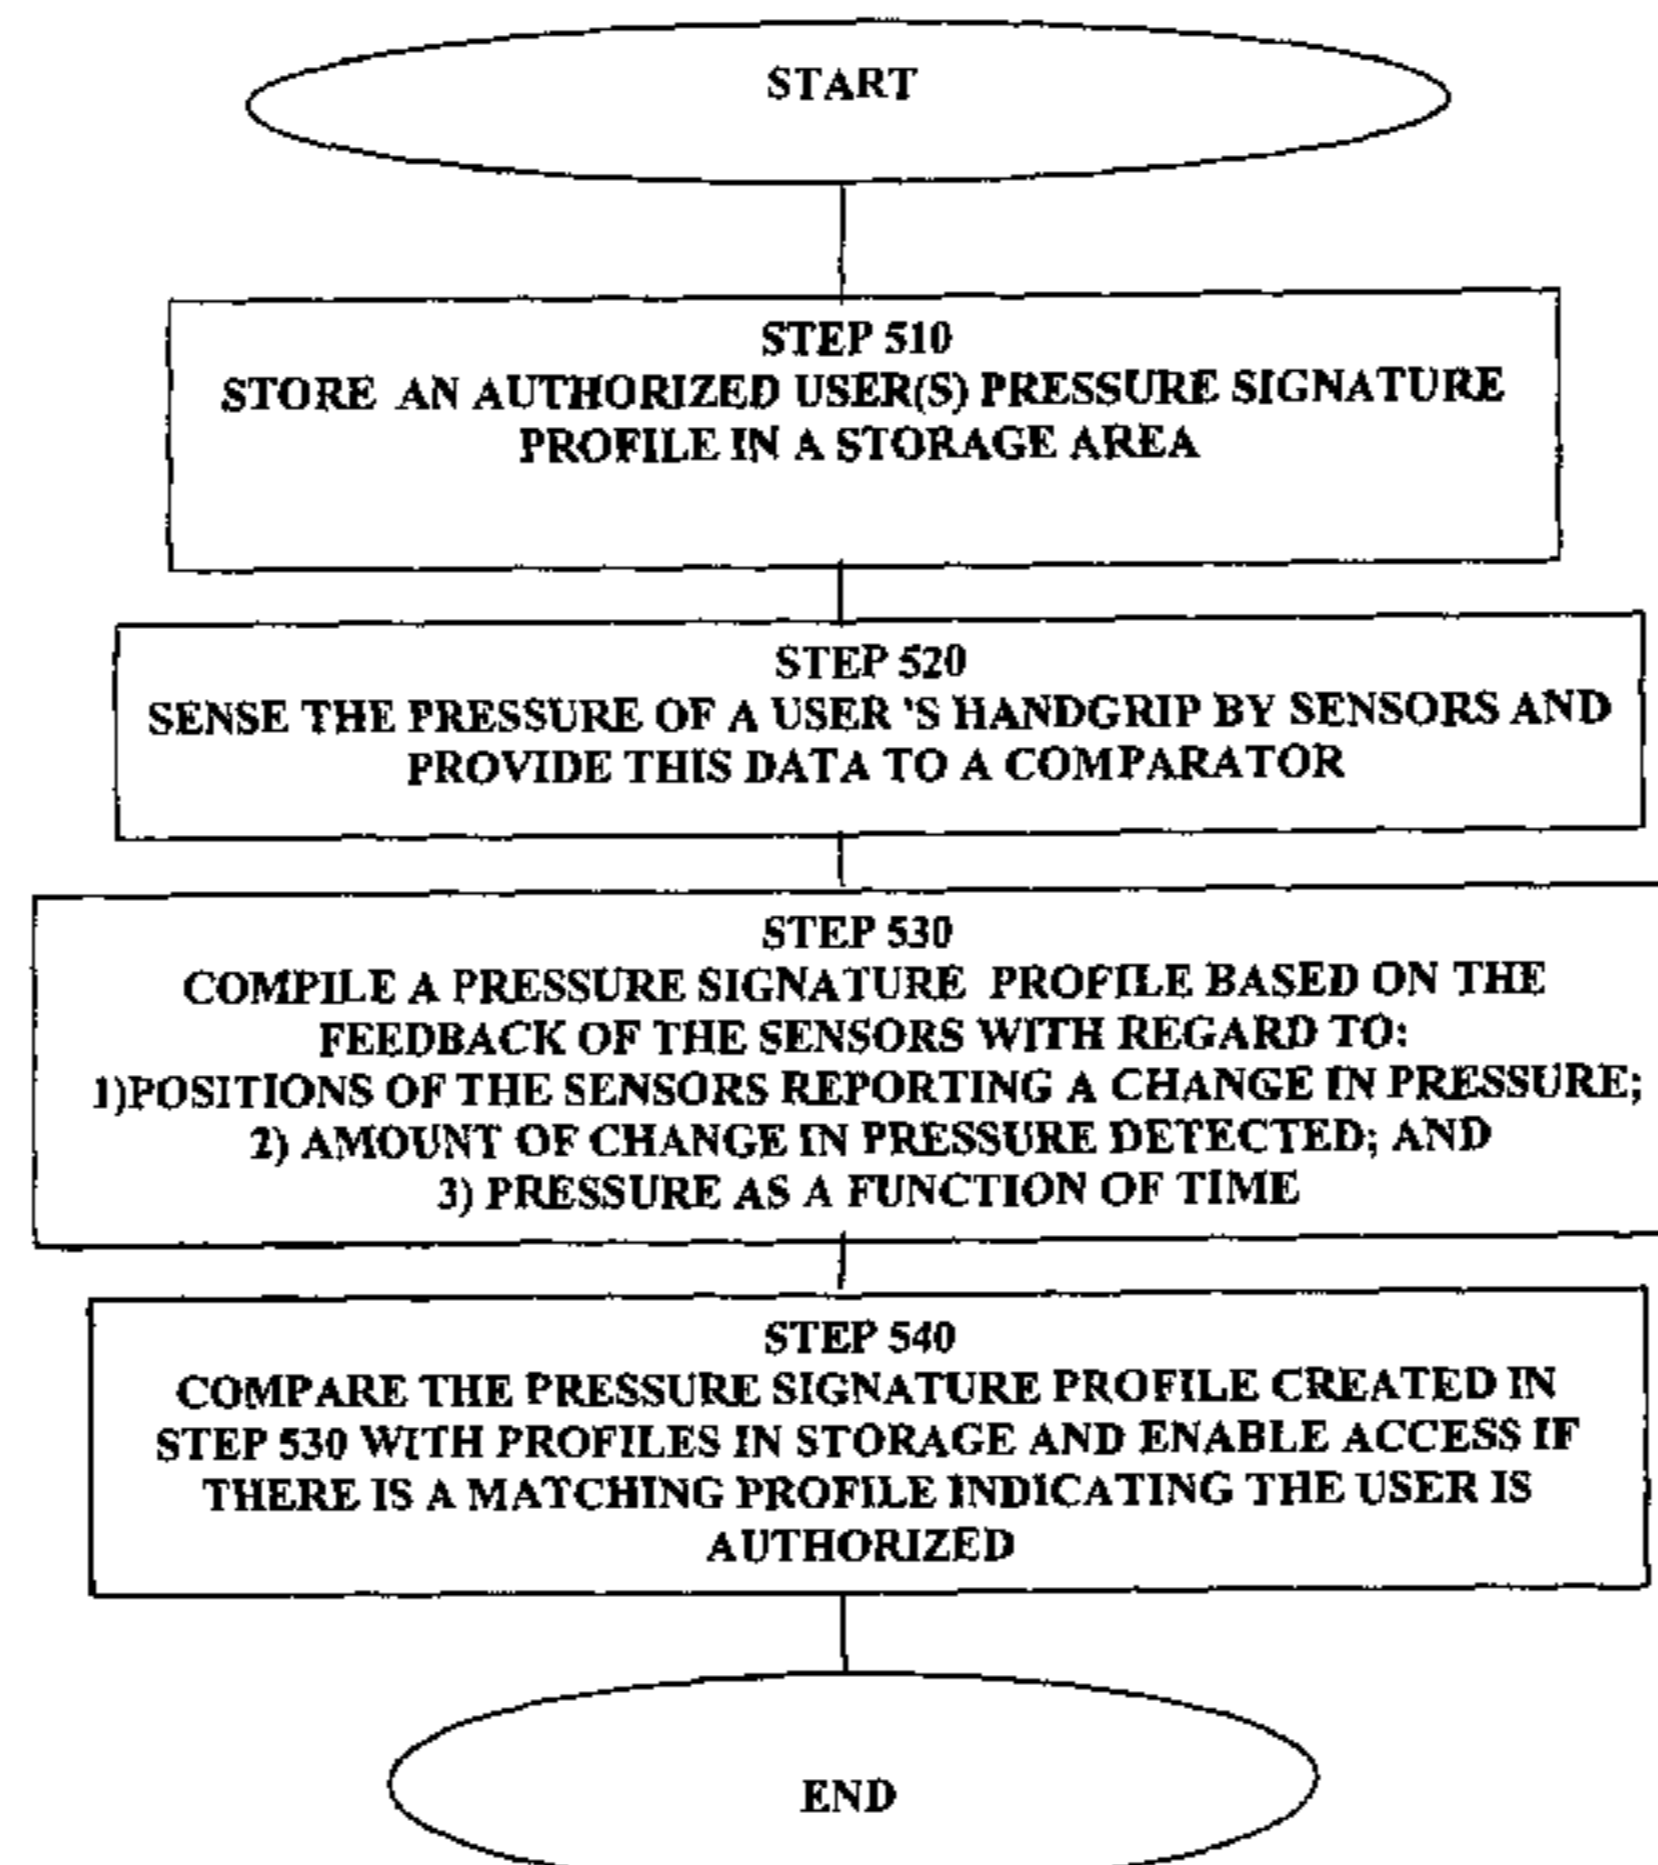 START
STEP 510
STORE AN AUTHORIZED USER(S) PRESSURE SIGNATURE
PROFILE IN A STORAGE AREA
STEP 520
SENSE THE PRESSURE OF A USER 'S HANDGRIP BY SENSORS AND
PROVIDE THIS DATA TO A COMPARATOR
STEP 530
COMPILE A PRESSURE SIGNATURE PROFILE BASED ON THE
FEEDBACK OF THE SENSORS WITH REGARD TO:
1)POSITIONS OF THE SENSORS REPORTING A CHANGE IN PRESSURE;
2) AMOUNT OF CHANGE IN PRESSURE DETECTED; AND
3) PRESSURE AS A FUNCTION OF TIME
STEP 540
COMPARE THE PRESSURE SIGNATURE PROFILE CREATED IN
STEP 530 WITH PROFILES IN STORAGE AND ENABLE ACCESS IF
THERE IS A MATCHING PROFILE INDICATING THE USER IS
AUTHORIZED
END